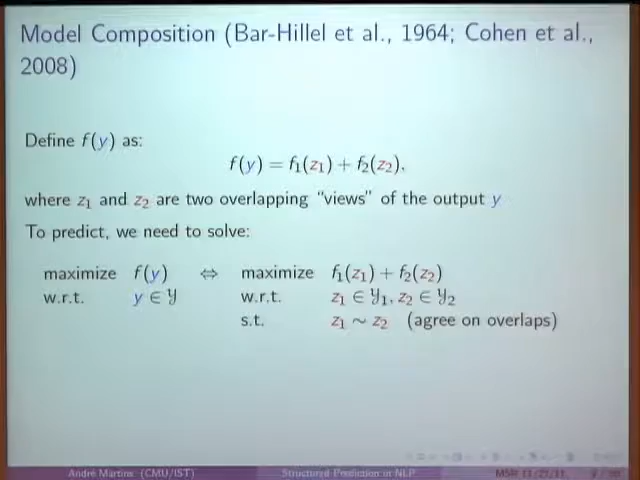 Model Composition (Bar-Hillel et al., 1964; Cohen et al.,
2008)
Define f(y) as:
f(y) = f₁(z₁) + f₂(z₂),
where z₁ and z₂ are two overlapping "views" of the output y
To predict, we need to solve:
maximize f(y) ⇔ maximize f₁(z₁) + f₂(z₂)
w.r.t. y ∈ 𝒴 w.r.t. z₁ ∈ 𝒴₁, z₂ ∈ 𝒴₂
s.t. z₁ ∼ z₂ (agree on overlaps)
André Martins (CMU/IST) Structured Prediction in NLP